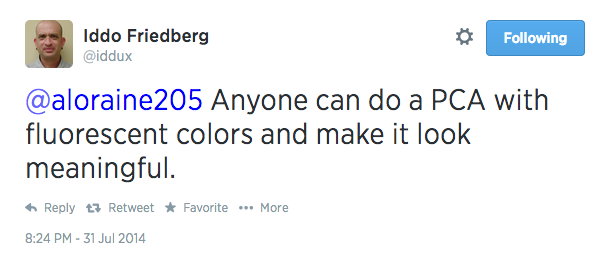 Iddo Friedberg
@iddux
Following
@aloraine205 Anyone can do a PCA with
fluorescent colors and make it look
meaningful.
Reply Retweet Favorite ••• More
8:24 PM - 31 Jul 2014